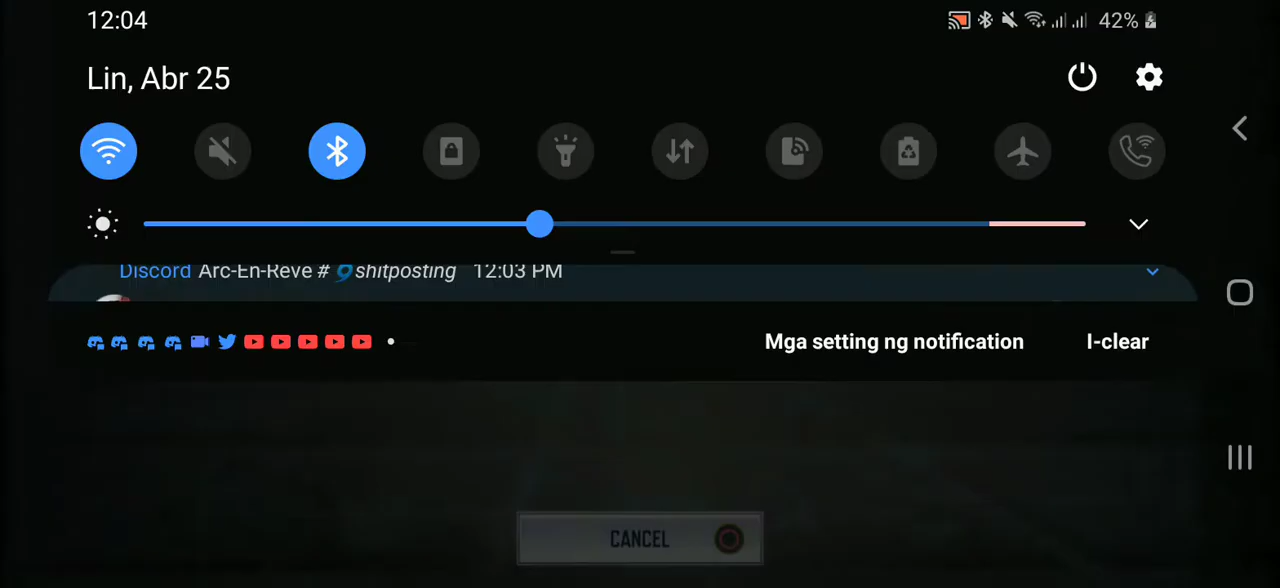 12:04 42%
Lin, Abr 25
Discord Arc-En-Reve # shitposting 12:03 PM
Mga setting ng notification I-clear
CANCEL